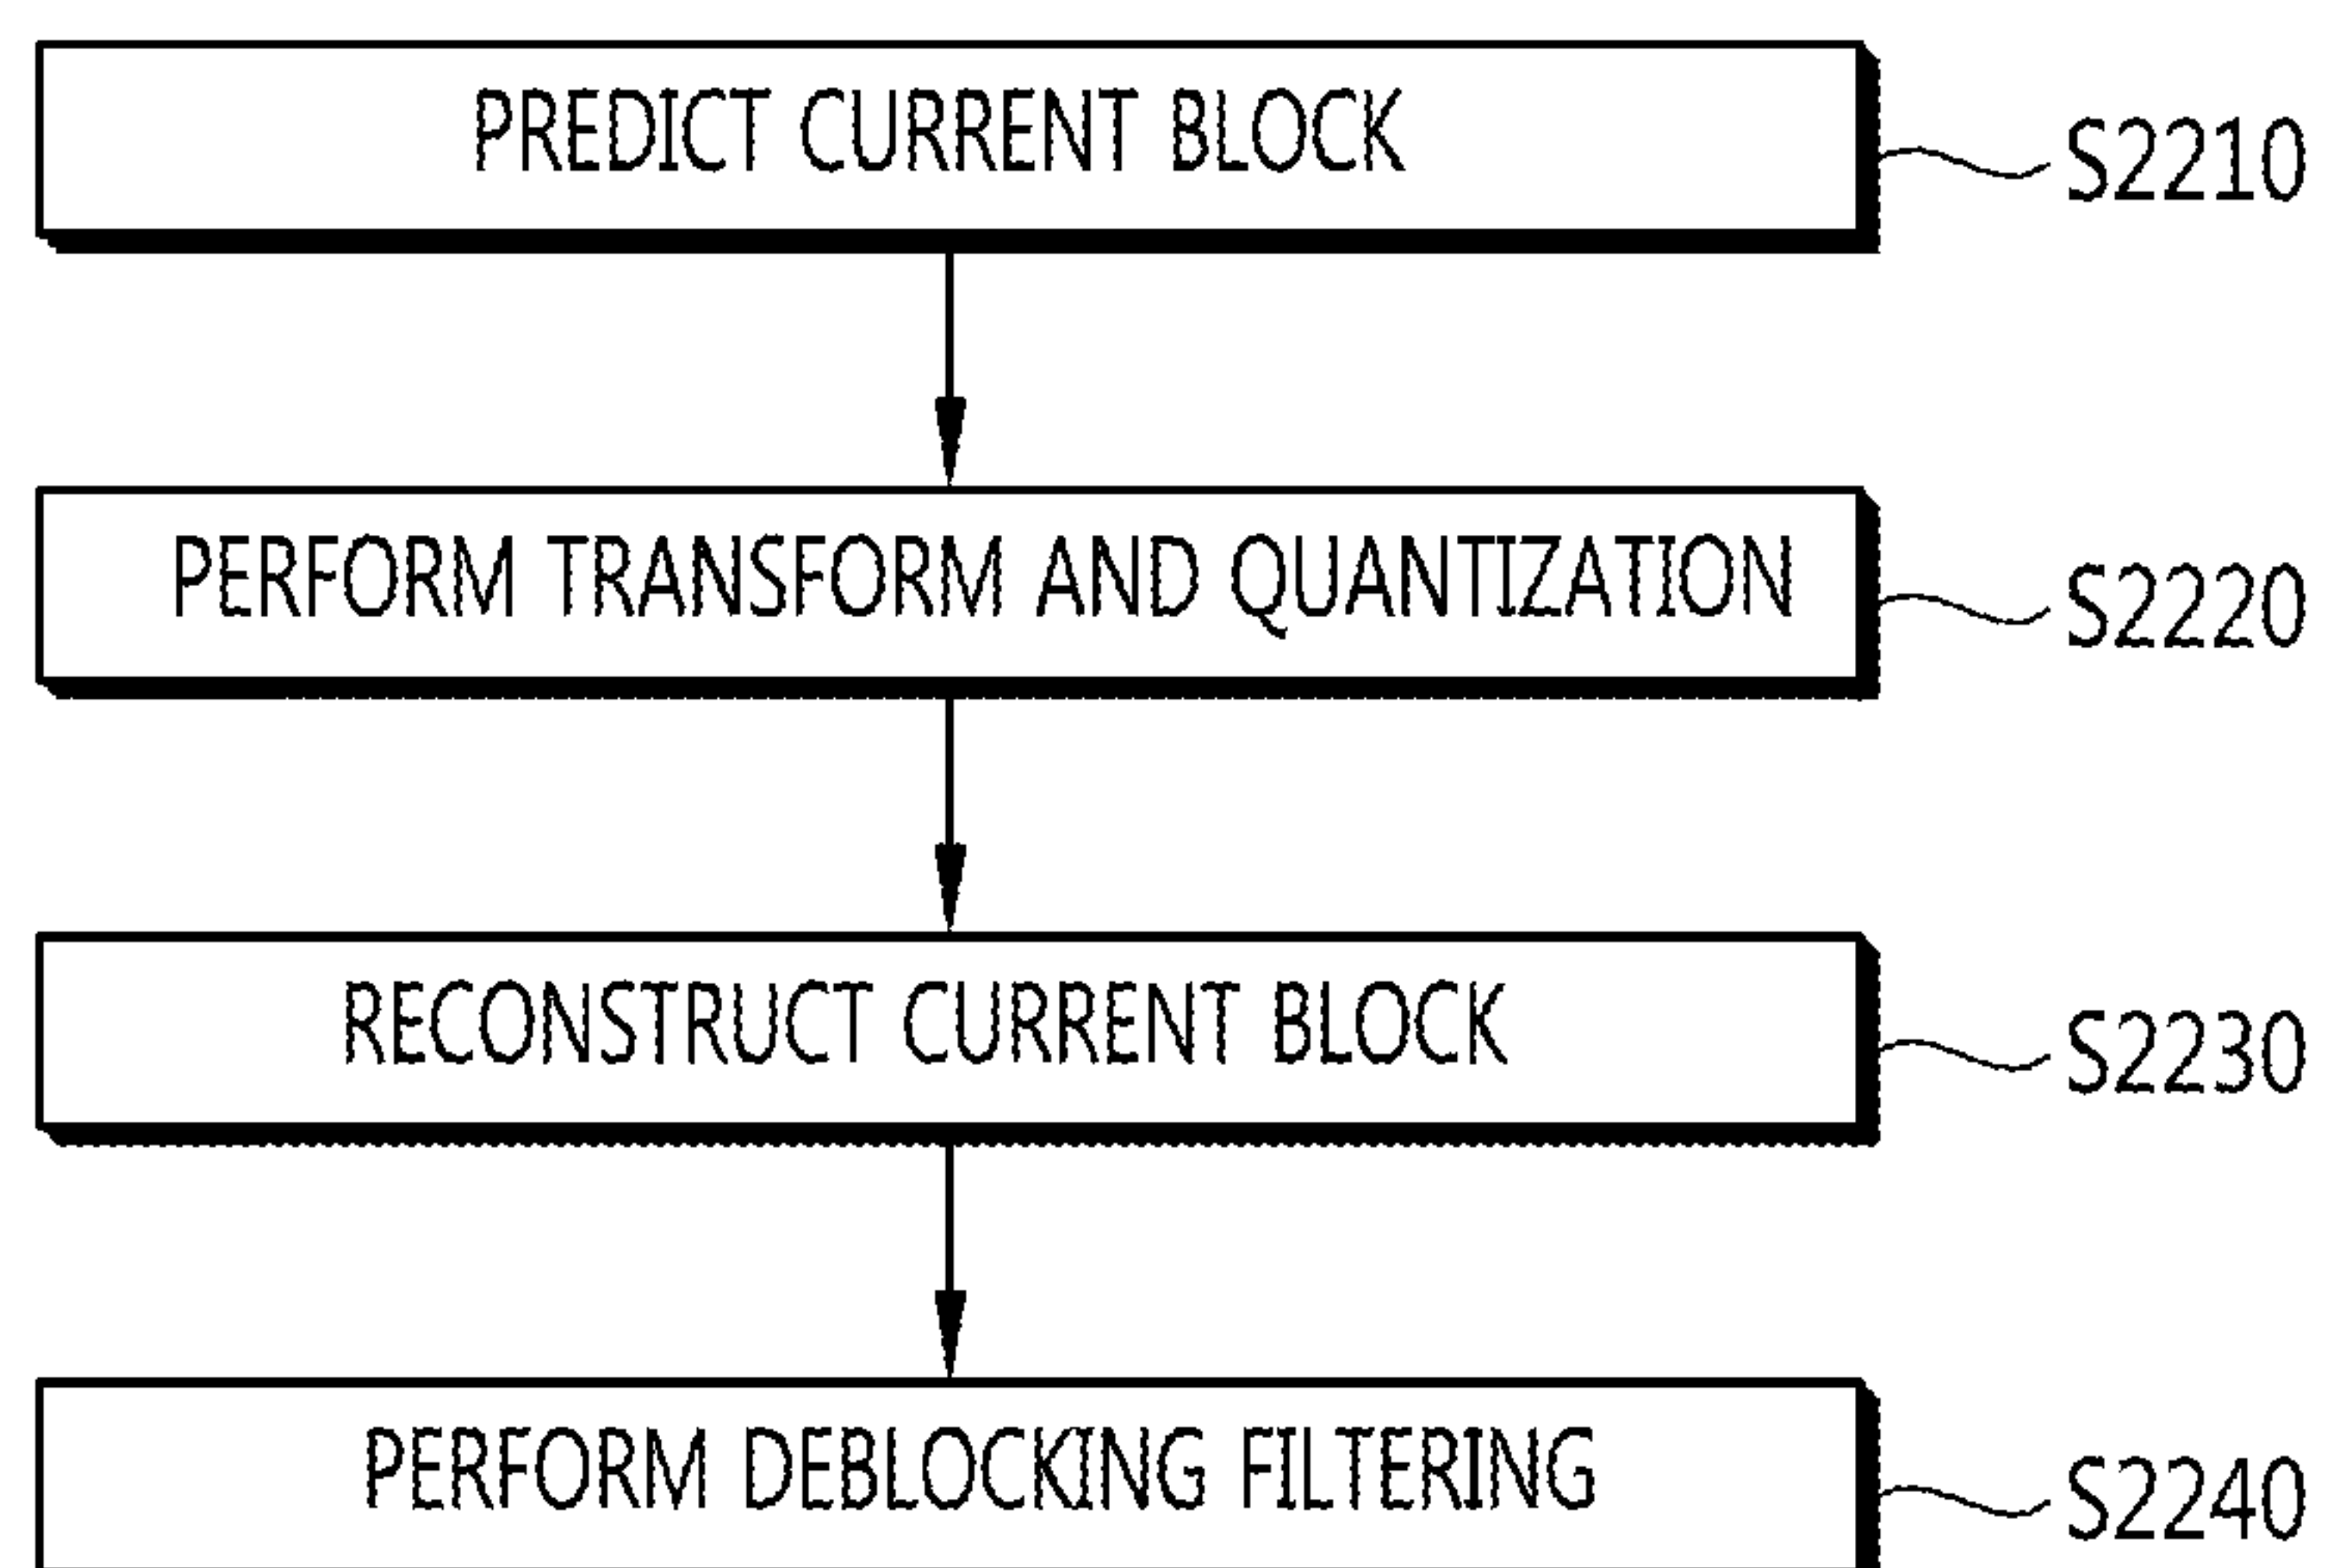 PREDICT CURRENT BLOCK
S2210
PERFORM TRANSFORM AND QUANTIZATION
S2220
RECONSTRUCT CURRENT BLOCK
S2230
PERFORM DEBLOCKING FILTERING
S2240